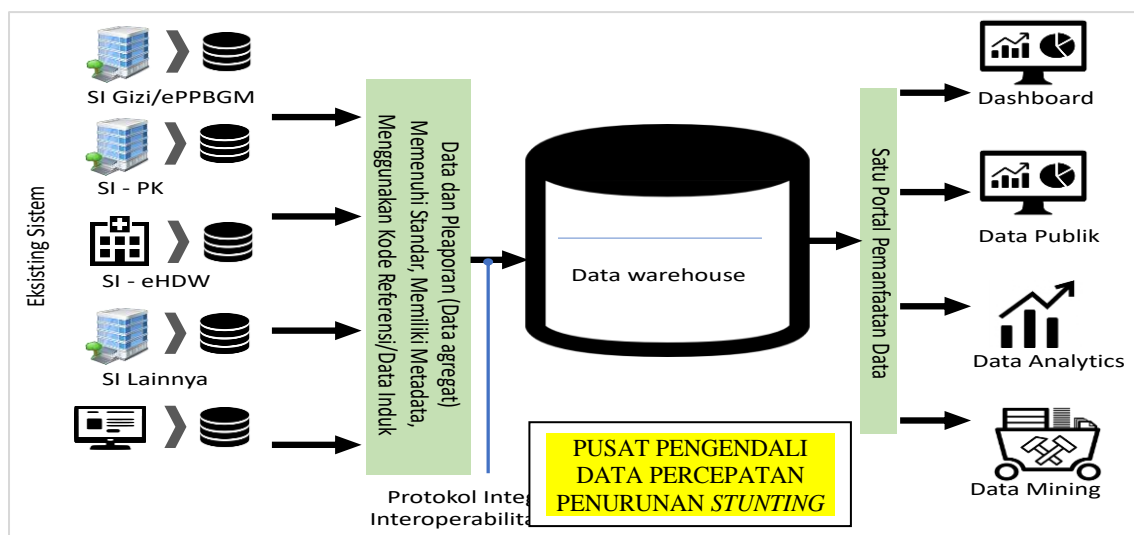 Eksisting Sistem
SI Gizi/ePPBGM
SI - PK
SI - eHDW
SI Lainnya
Data dan Pleaporan (Data agregat)
Memenuhi Standar, Memiliki Metadada,
Menggunakan Kode Referensi/Data Induk
Protokol Integ
Interoperabilita
Data warehouse
PUSAT PENGENDALI
DATA PERCEPATAN
PENURUNAN STUNTING
Satu Portal Pemanfaatan Data
Dashboard
Data Publik
Data Analytics
Data Mining